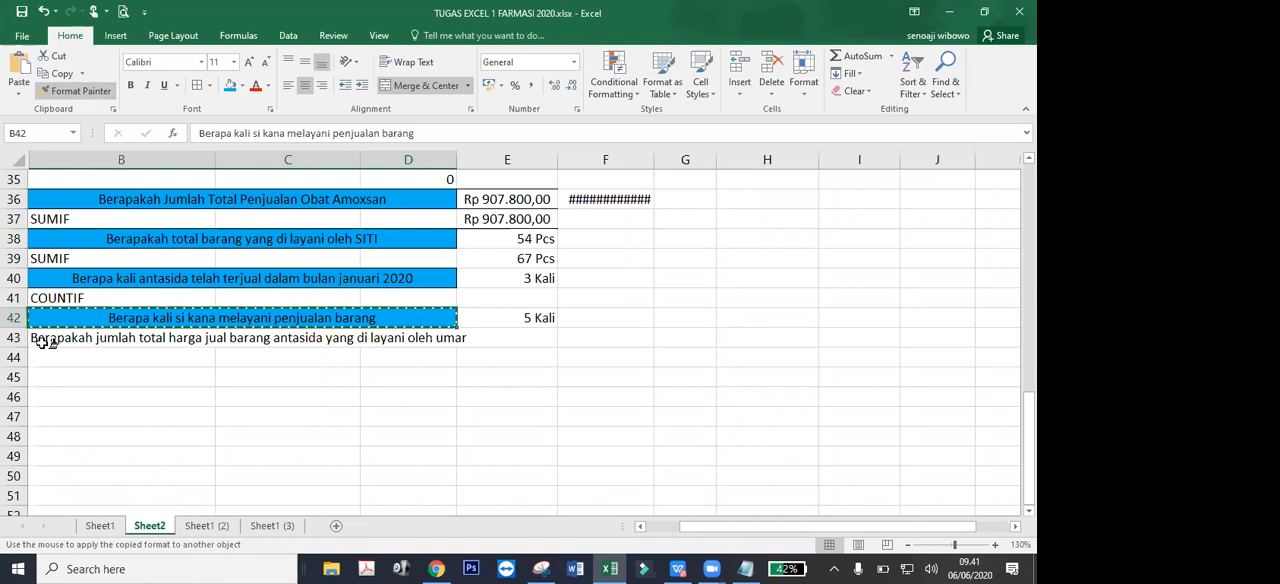 TUGAS EXCEL 1 FARMASI 2020.xlsx - Excel
File Home Insert Page Layout Formulas Data Review View Tell me what you want to do... senoaji wibowo Share
Paste Cut Copy Format Painter
Clipboard
Calibri 11
B I U
Font
Wrap Text
Merge & Center
Alignment
General
%
Number
Conditional Formatting
Format as Table
Cell Styles
Styles
Insert Delete Format
Cells
AutoSum
Fill
Clear
Sort & Filter
Find & Select
Editing
B42 fx Berapa kali si kana melayani penjualan barang
B C D E F G H I J
35 0
36 Berapakah Jumlah Total Penjualan Obat Amoxsan Rp 907.800,00 ############
37 SUMIF Rp 907.800,00
38 Berapakah total barang yang di layani oleh SITI 54 Pcs
39 SUMIF 67 Pcs
40 Berapa kali antasida telah terjual dalam bulan januari 2020 3 Kali
41 COUNTIF
42 Berapa kali si kana melayani penjualan barang 5 Kali
43 Berapakah jumlah total harga jual barang antasida yang di layani oleh umar
44
45
46
47
48
49
50
51
Sheet1 Sheet2 Sheet1 (2) Sheet1 (3)
Use the mouse to apply the copied format to another object 130%
Search here 42% 09.41
06/06/2020